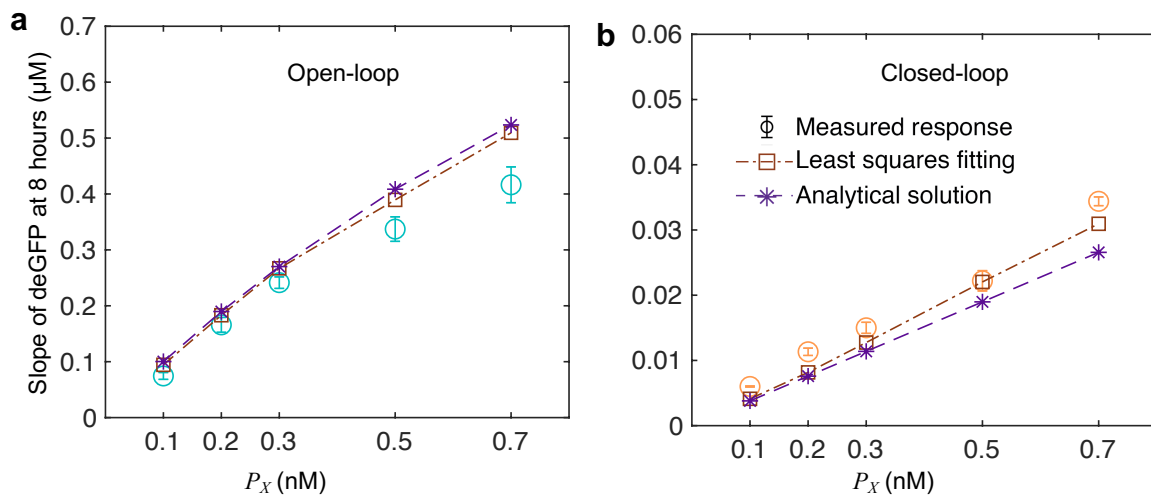 a
Slope of deGFP at 8 hours (μM)
0.7
0.6
0.5
0.4
0.3
0.2
0.1
0
Open-loop
0.1 0.2 0.3 0.5 0.7
P_X (nM)
b
0.06
0.05
0.04
0.03
0.02
0.01
0
Closed-loop
Measured response
Least squares fitting
Analytical solution
0.1 0.2 0.3 0.5 0.7
P_X (nM)